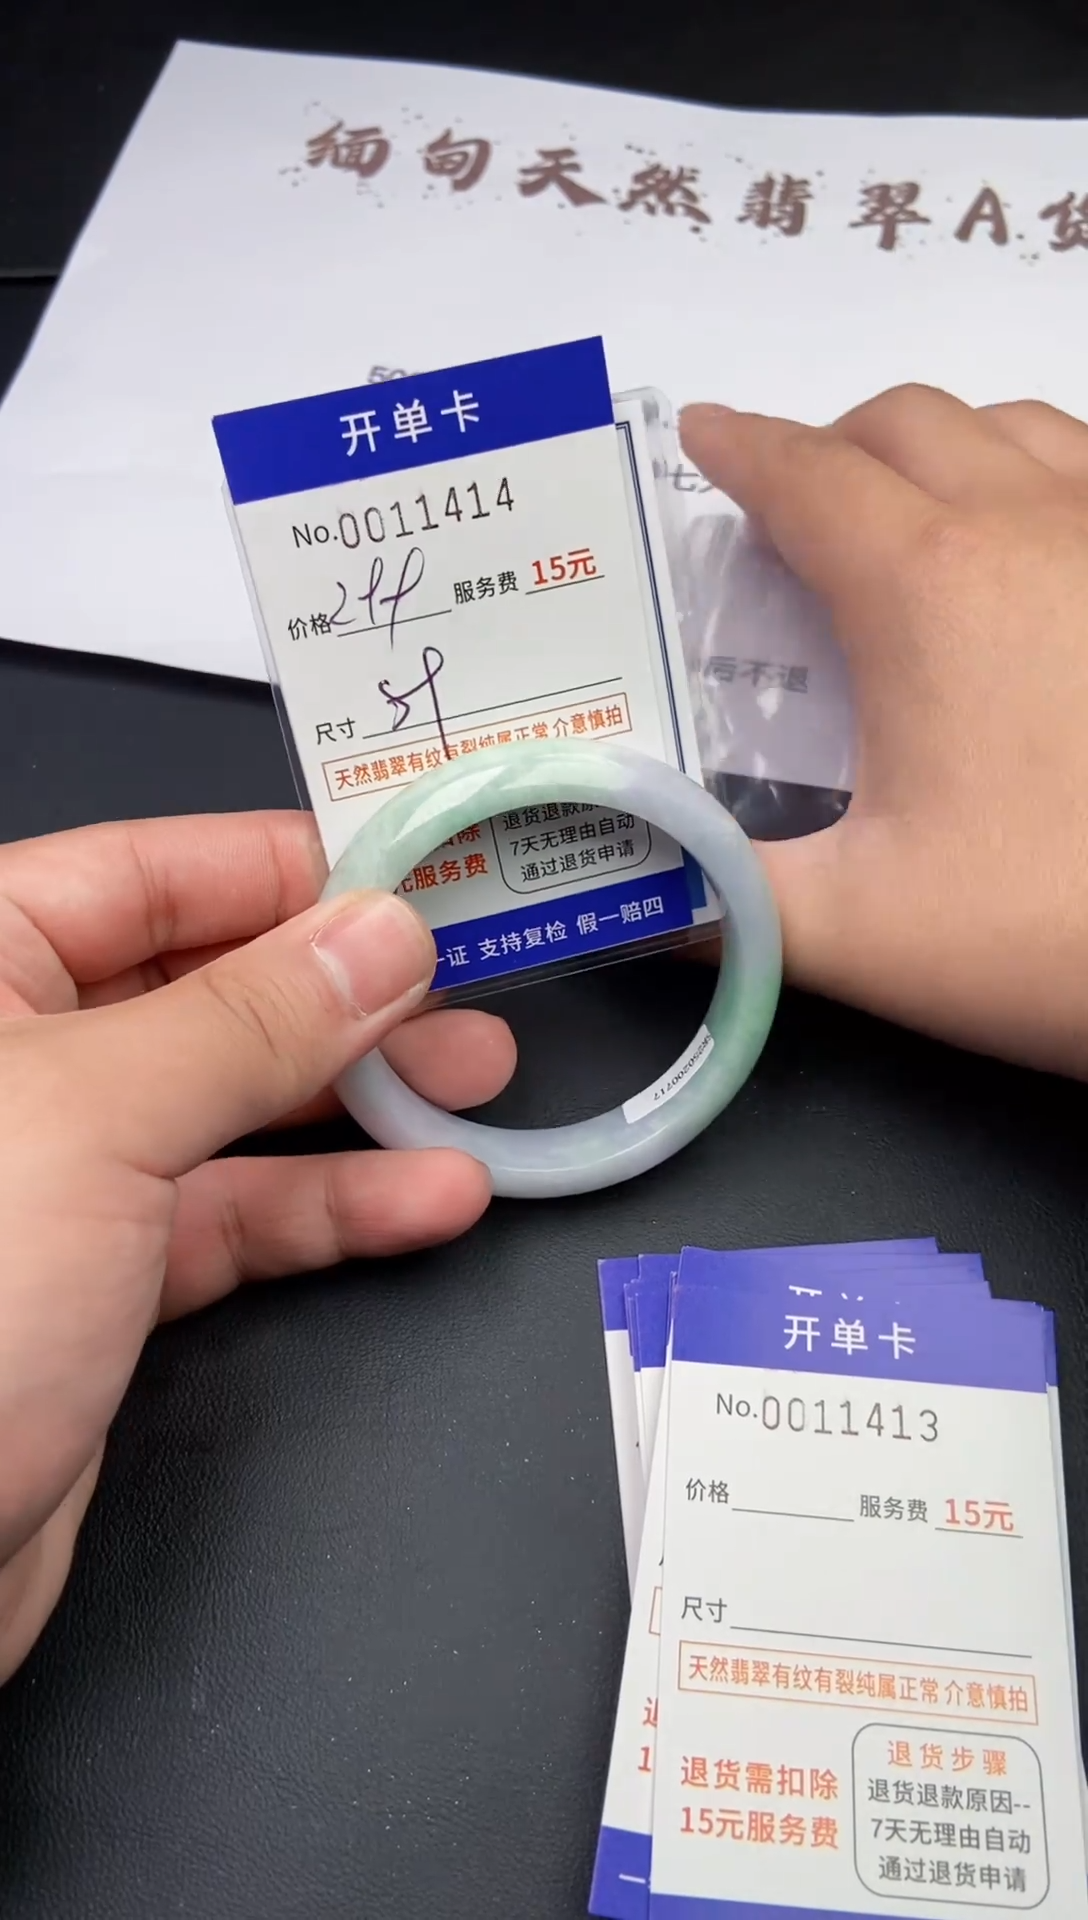 缅甸天然翡翠A货
开单卡
No.0011414
价格 服务费 15元
尺寸
天然翡翠有纹有裂纯属正常 介意慎拍
退货退款原
7天无理由自动
服务费
通过退货申请
证 支持复检 假一赔四
后不退
开单卡
No.0011413
价格 服务费 15元
尺寸
天然翡翠有纹有裂纯属正常 介意慎拍
退货需扣除
15元服务费
退货步骤
退货退款原因--
7天无理由自动
通过退货申请